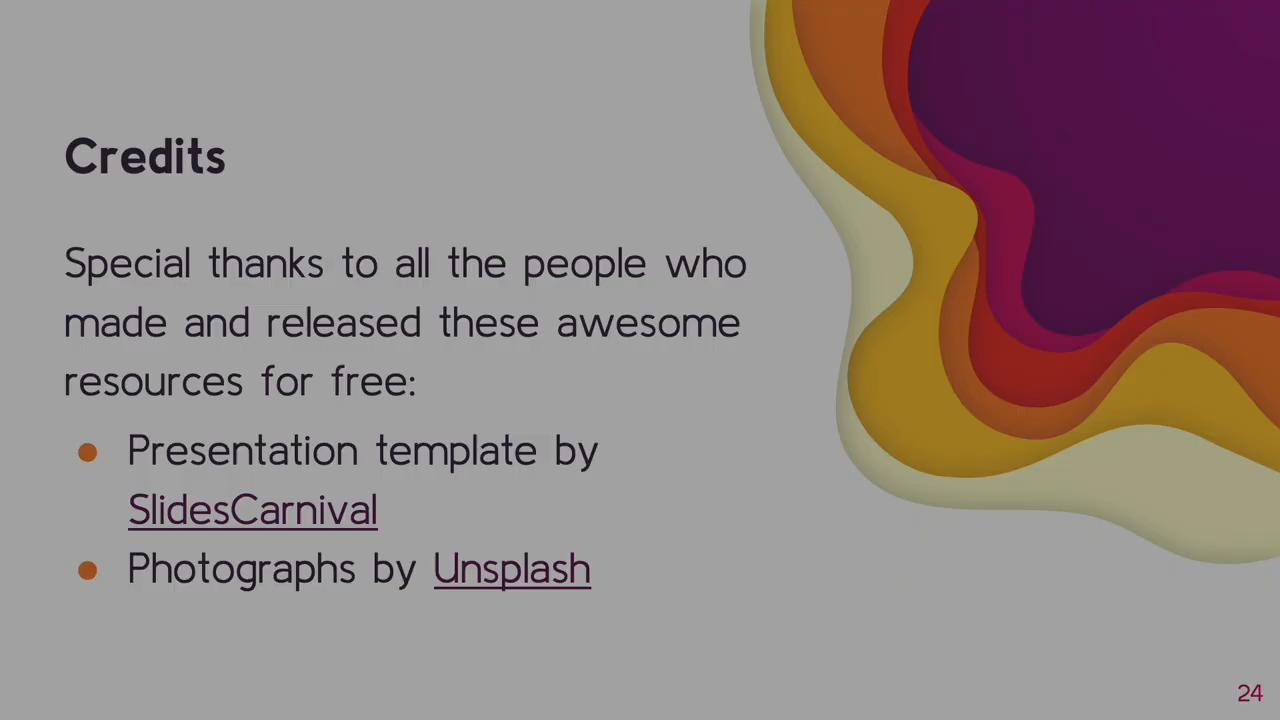 Credits
Special thanks to all the people who
made and released these awesome
resources for free:
● Presentation template by
SlidesCarnival
● Photographs by Unsplash
24